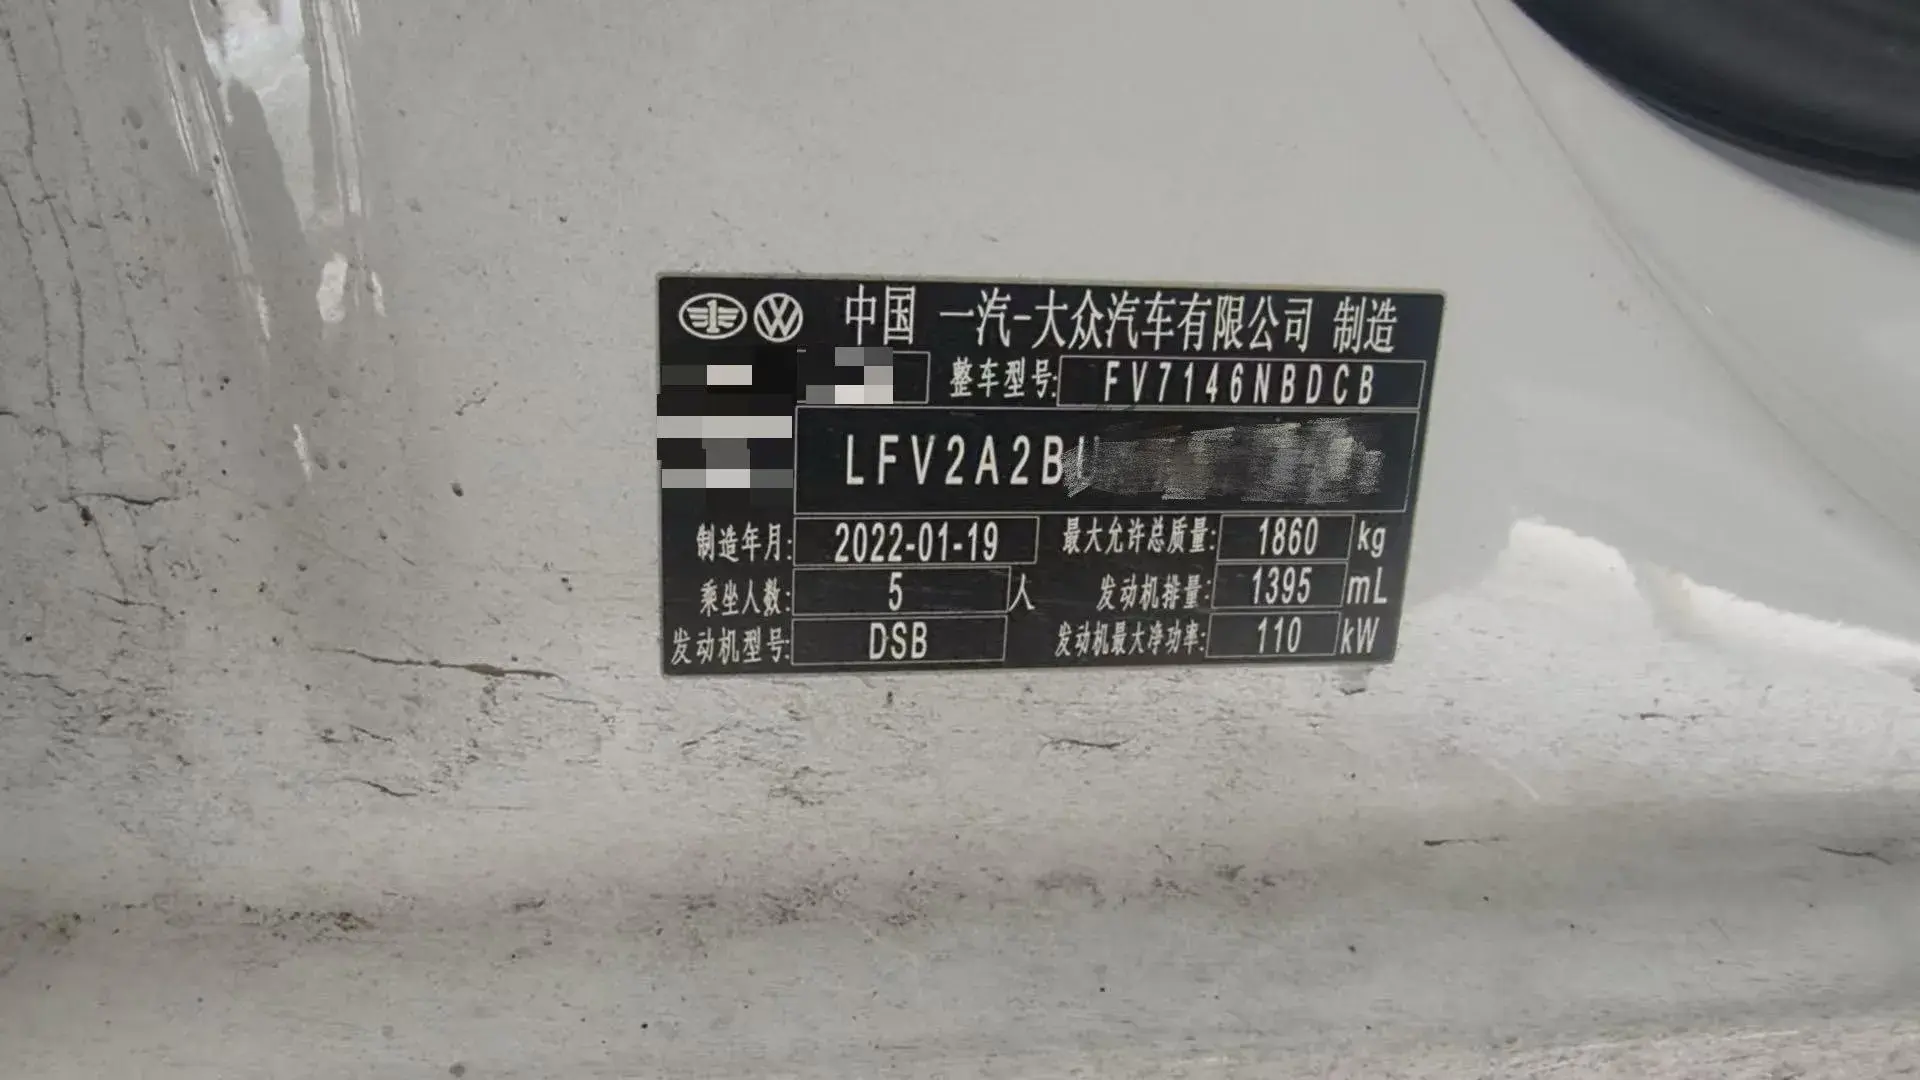 中国 一汽-大众汽车有限公司 制造
整车型号: FV7146NBDCB
LFV2A2B
制造年月: 2022-01-19 最大允许总质量: 1860 kg
乘坐人数: 5 人 发动机排量: 1395 mL
发动机型号: DSB 发动机最大净功率: 110 kW